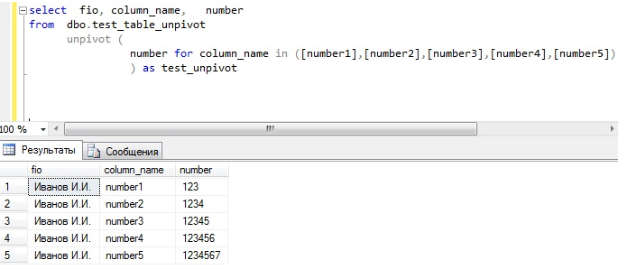 select fio, column_name, number
from dbo.test_table_unpivot
unpivot (
number for column_name in ([number1],[number2],[number3],[number4],[number5])
) as test_unpivot
100 %
Результаты Сообщения
fio column_name number
1 Иванов И.И. number1 123
2 Иванов И.И. number2 1234
3 Иванов И.И. number3 12345
4 Иванов И.И. number4 123456
5 Иванов И.И. number5 1234567